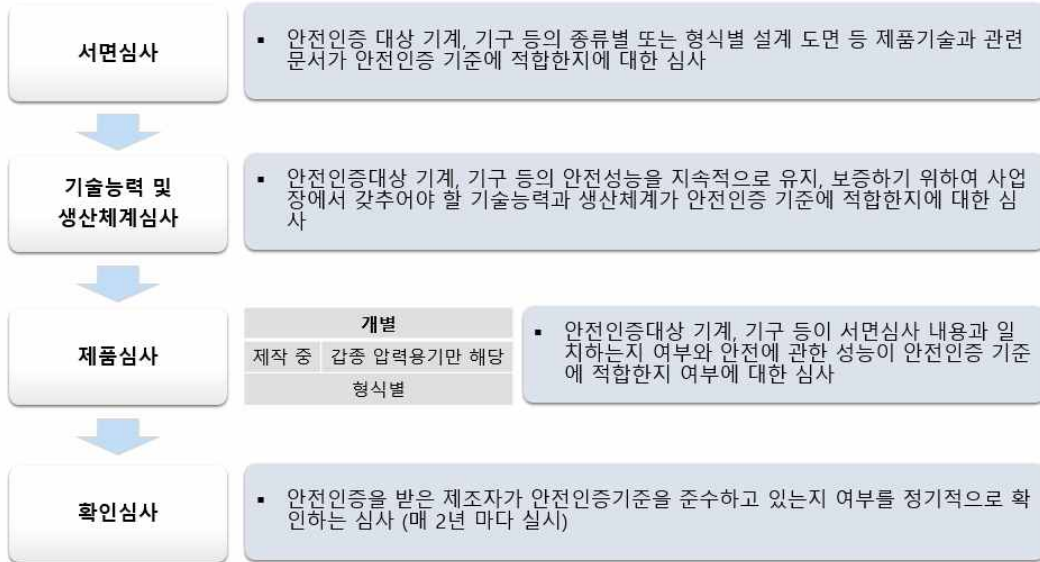 서면심사
▪ 안전인증 대상 기계, 기구 등의 종류별 또는 형식별 설계 도면 등 제품기술과 관련
문서가 안전인증 기준에 적합한지에 대한 심사
기술능력 및
생산체계심사
▪ 안전인증대상 기계, 기구 등의 안전성능을 지속적으로 유지, 보증하기 위하여 사업
장에서 갖추어야 할 기술능력과 생산체계가 안전인증 기준에 적합한지에 대한 심
사
제품심사
개별
제작 중 갑종 압력용기만 해당
형식별
▪ 안전인증대상 기계, 기구 등이 서면심사 내용과 일
치하는지 여부와 안전에 관한 성능이 안전인증 기준
에 적합한지 여부에 대한 심사
확인심사
▪ 안전인증을 받은 제조자가 안전인증기준을 준수하고 있는지 여부를 정기적으로 확
인하는 심사 (매 2년 마다 실시)